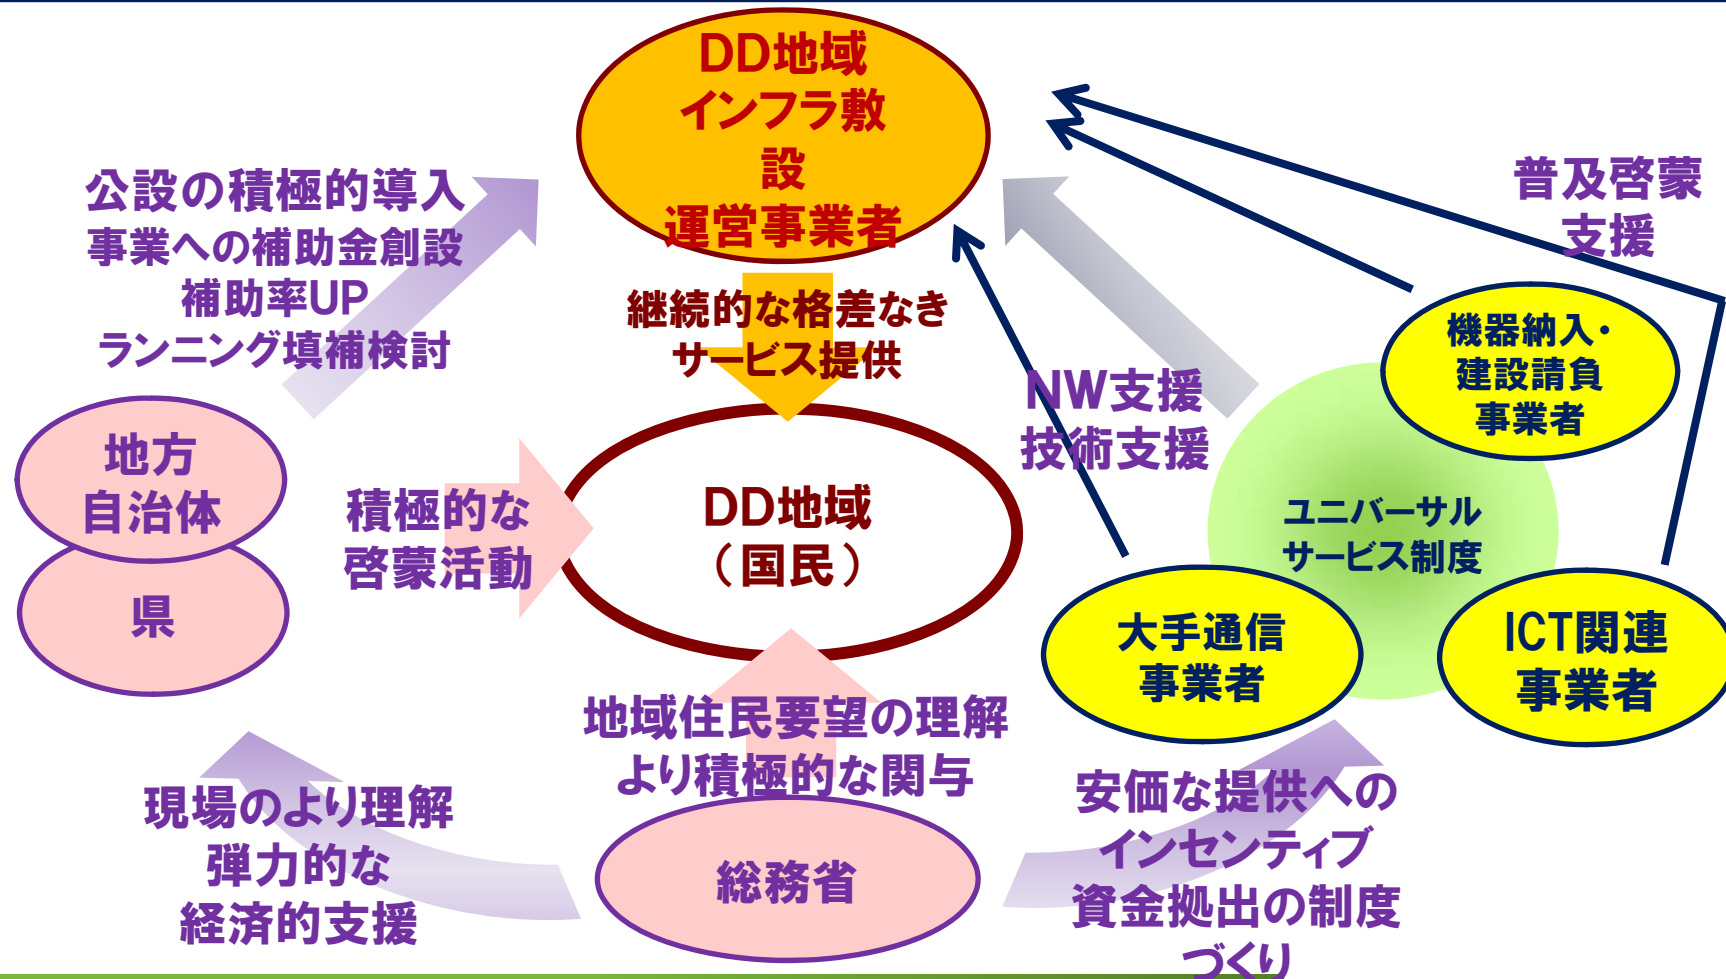 DD地域
インフラ敷
設
運営事業者
公設の積極的導入
事業への補助金創設
補助率UP
ランニング填補検討
継続的な格差なき
サービス提供
普及啓蒙
支援
機器納入・
建設請負
事業者
NW支援
技術支援
地方
自治体
県
積極的な
啓蒙活動
DD地域
（国民）
ユニバーサル
サービス制度
大手通信
事業者
ICT関連
事業者
地域住民要望の理解
より積極的な関与
現場のより理解
弾力的な
経済的支援
総務省
安価な提供への
インセンティブ
資金拠出の制度
づくり